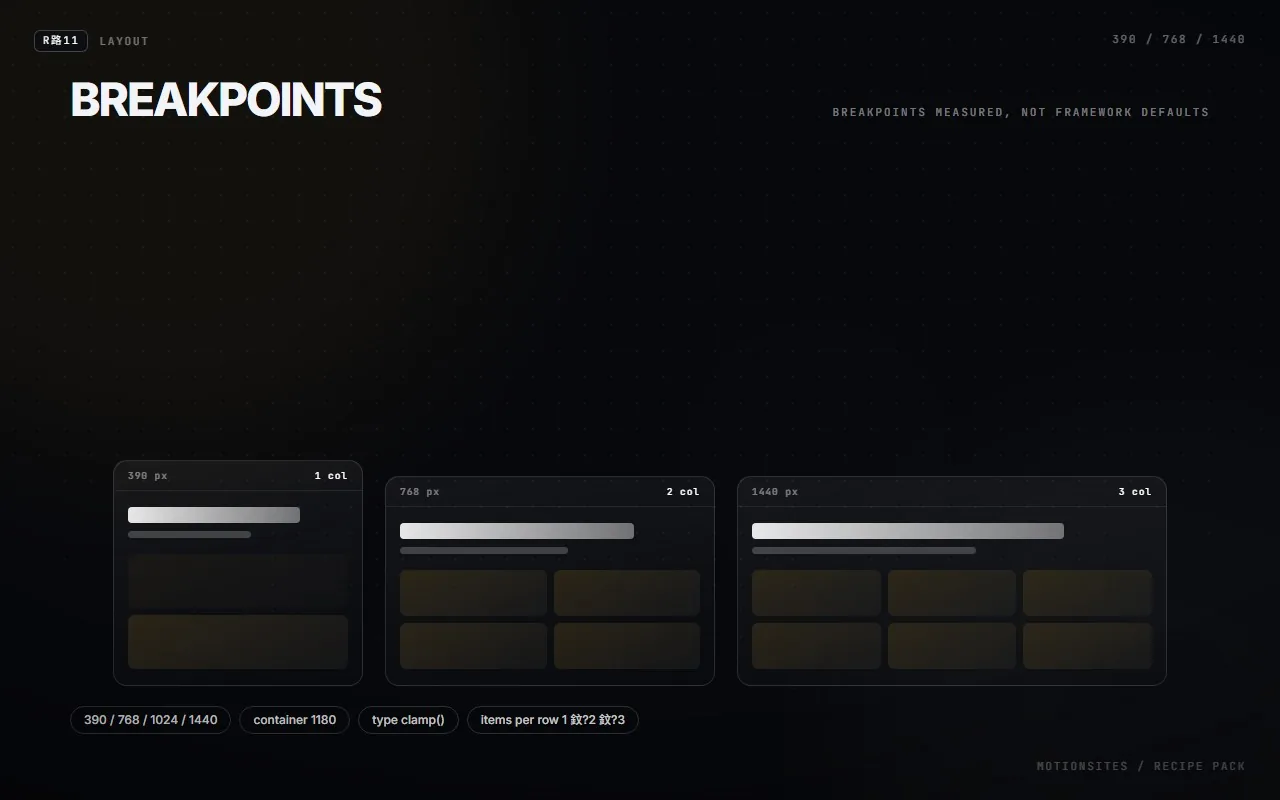 R路11 LAYOUT
390 / 768 / 1440
BREAKPOINTS
BREAKPOINTS MEASURED, NOT FRAMEWORK DEFAULTS
390 px 1 col
768 px 2 col
1440 px 3 col
390 / 768 / 1024 / 1440
container 1180
type clamp()
items per row 1 鈫?2 鈫?3
MOTIONSITES / RECIPE PACK